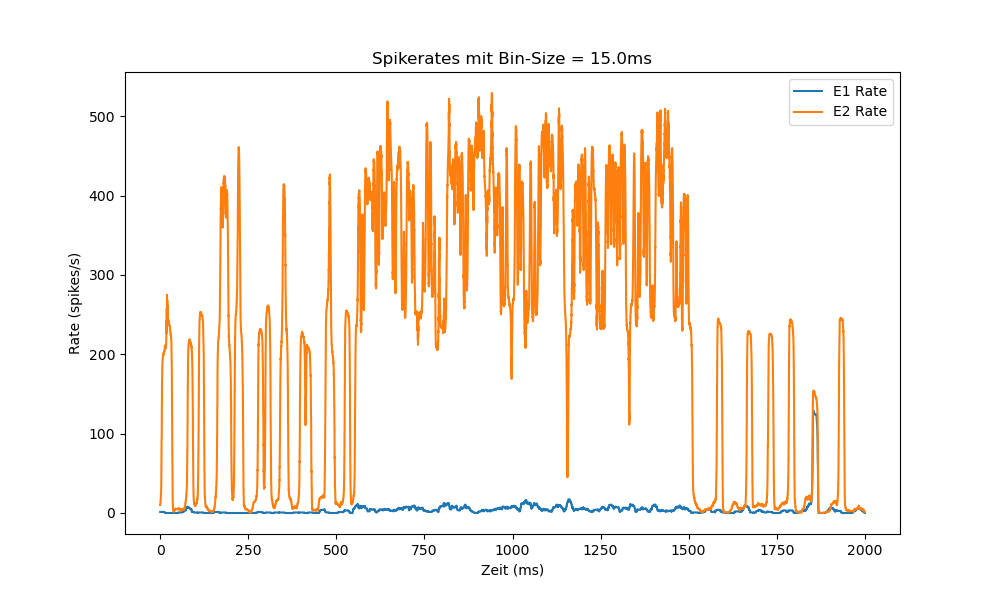 Spikerates mit Bin-Size = 15.0ms
E1 Rate
E2 Rate
Rate (spikes/s)
500
400
300
200
100
0
0 250 500 750 1000 1250 1500 1750 2000
Zeit (ms)